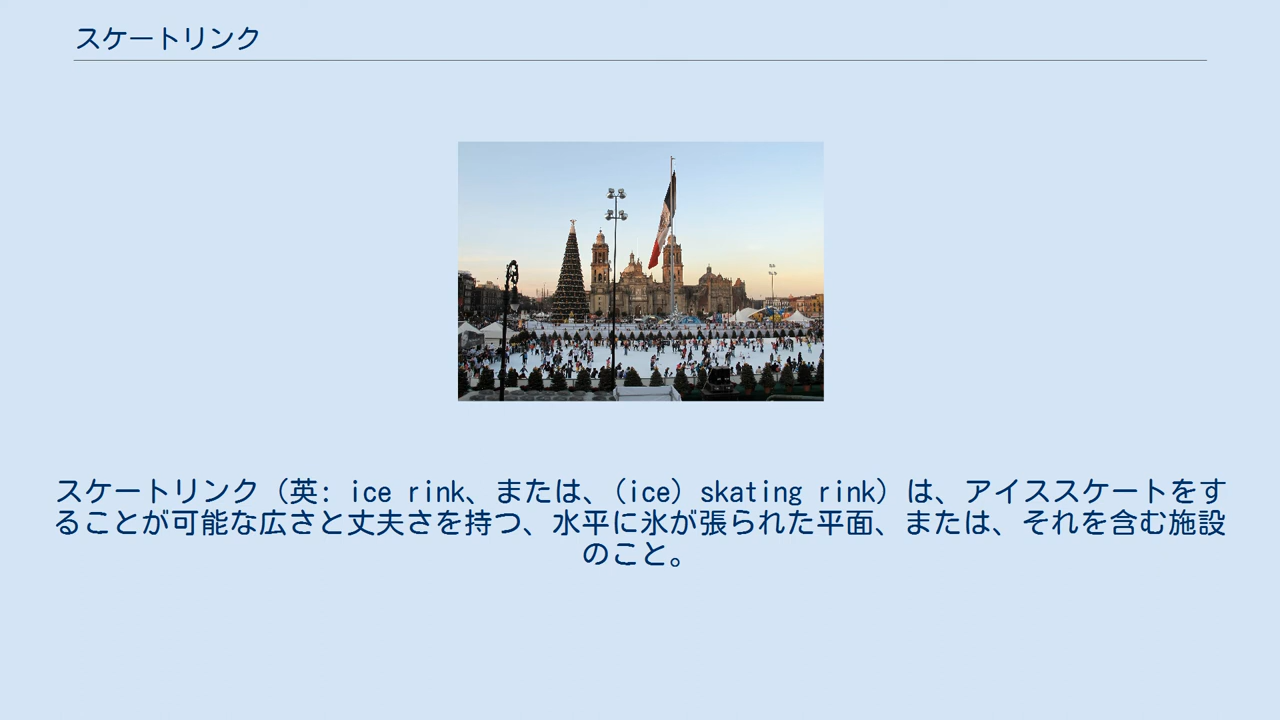 スケートリンク
スケートリンク（英: ice rink、または、（ice）skating rink）は、アイススケートをす
ることが可能な広さと丈夫さを持つ、水平に氷が張られた平面、または、それを含む施設
のこと。